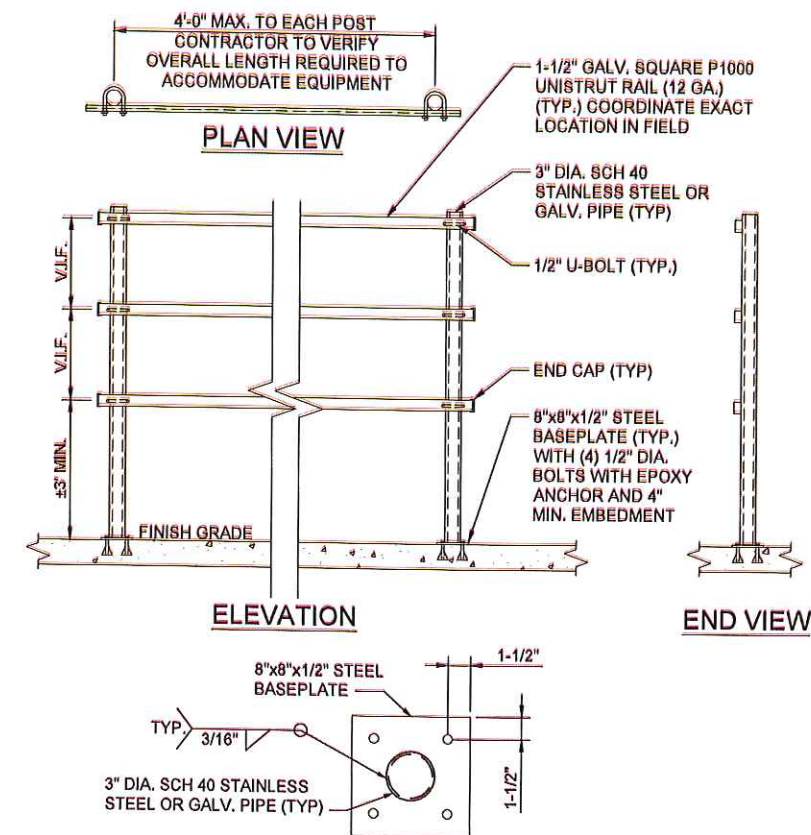 4'-0" MAX. TO EACH POST
CONTRACTOR TO VERIFY
OVERALL LENGTH REQUIRED TO
ACCOMMODATE EQUIPMENT
PLAN VIEW
1-1/2" GALV. SQUARE P1000
UNISTRUT RAIL (12 GA.)
(TYP.) COORDINATE EXACT
LOCATION IN FIELD
3" DIA. SCH 40
STAINLESS STEEL OR
GALV. PIPE (TYP)
1/2" U-BOLT (TYP.)
V.I.F.
V.I.F.
±3" MIN.
END CAP (TYP)
8"x8"x1/2" STEEL
BASEPLATE (TYP.)
WITH (4) 1/2" DIA.
BOLTS WITH EPOXY
ANCHOR AND 4"
MIN. EMBEDMENT
FINISH GRADE
ELEVATION
END VIEW
8"x8"x1/2" STEEL
BASEPLATE
1-1/2"
1-1/2"
TYP.
3/16"
3" DIA. SCH 40 STAINLESS
STEEL OR GALV. PIPE (TYP)